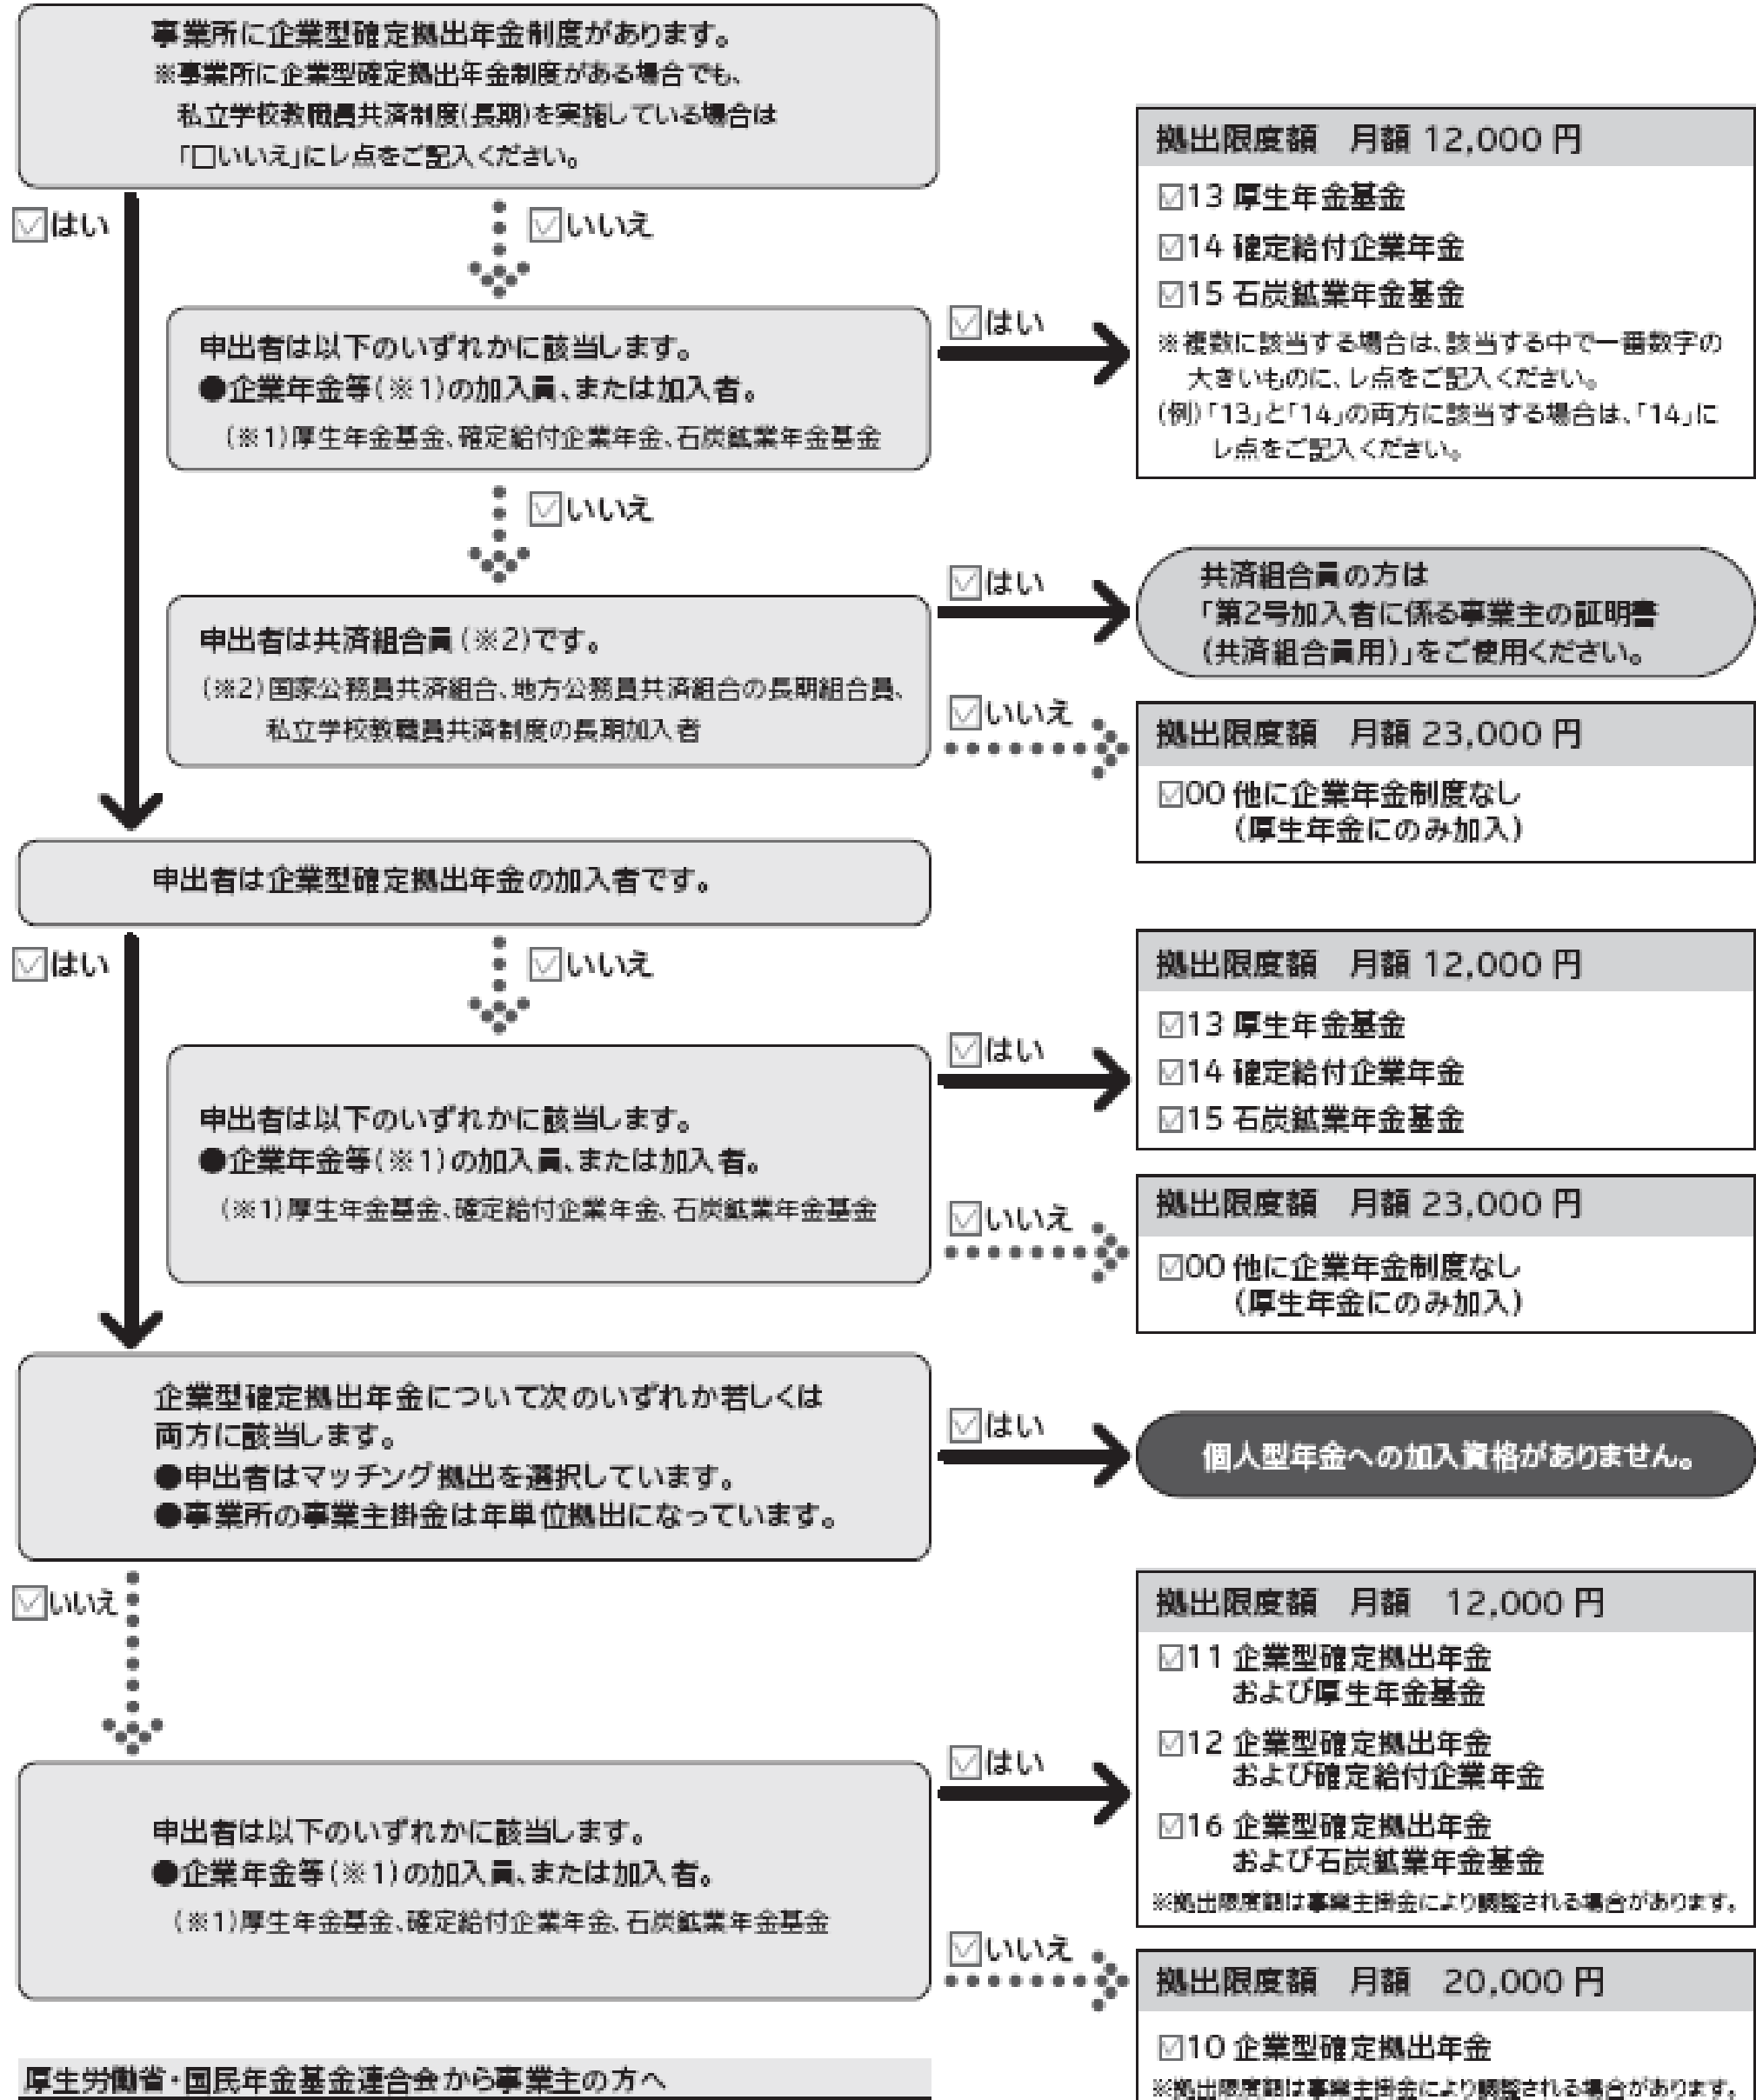 事業所に企業型確定拠出年金制度があります。
※事業所に企業型確定拠出年金制度がある場合でも、
私立学校教職員共済制度(長期)を実施している場合は
「□いいえ」にレ点をご記入ください。
☑はい
☑いいえ
申出者は以下のいずれかに該当します。
●企業年金等(※1)の加入員、または加入者。
(※1)厚生年金基金、確定給付企業年金、石炭鉱業年金基金
☑はい
拠出限度額 月額 12,000 円
☑13 厚生年金基金
☑14 確定給付企業年金
☑15 石炭鉱業年金基金
※複数に該当する場合は、該当する中で一番数字の
大きいものに、レ点をご記入ください。
(例)「13」と「14」の両方に該当する場合は、「14」に
レ点をご記入ください。
☑いいえ
申出者は共済組合員(※2)です。
(※2)国家公務員共済組合、地方公務員共済組合の長期組合員、
私立学校教職員共済制度の長期加入者
☑はい
共済組合員の方は
「第2号加入者に係る事業主の証明書
(共済組合員用)」をご使用ください。
☑いいえ
拠出限度額 月額 23,000 円
☑00 他に企業年金制度なし
(厚生年金にのみ加入)
申出者は企業型確定拠出年金の加入者です。
☑はい
☑いいえ
申出者は以下のいずれかに該当します。
●企業年金等(※1)の加入員、または加入者。
(※1)厚生年金基金、確定給付企業年金、石炭鉱業年金基金
☑はい
拠出限度額 月額 12,000 円
☑13 厚生年金基金
☑14 確定給付企業年金
☑15 石炭鉱業年金基金
☑いいえ
拠出限度額 月額 23,000 円
☑00 他に企業年金制度なし
(厚生年金にのみ加入)
企業型確定拠出年金について次のいずれか若しくは
両方に該当します。
●申出者はマッチング拠出を選択しています。
●事業所の事業主掛金は年単位拠出になっています。
☑はい
個人型年金への加入資格がありません。
☑いいえ
申出者は以下のいずれかに該当します。
●企業年金等(※1)の加入員、または加入者。
(※1)厚生年金基金、確定給付企業年金、石炭鉱業年金基金
☑はい
拠出限度額 月額 12,000 円
☑11 企業型確定拠出年金
および厚生年金基金
☑12 企業型確定拠出年金
および確定給付企業年金
☑16 企業型確定拠出年金
および石炭鉱業年金基金
※拠出限度額は事業主掛金により調整される場合があります。
☑いいえ
拠出限度額 月額 20,000 円
☑10 企業型確定拠出年金
※拠出限度額は事業主掛金により調整される場合があります。
厚生労働省・国民年金基金連合会から事業主の方へ